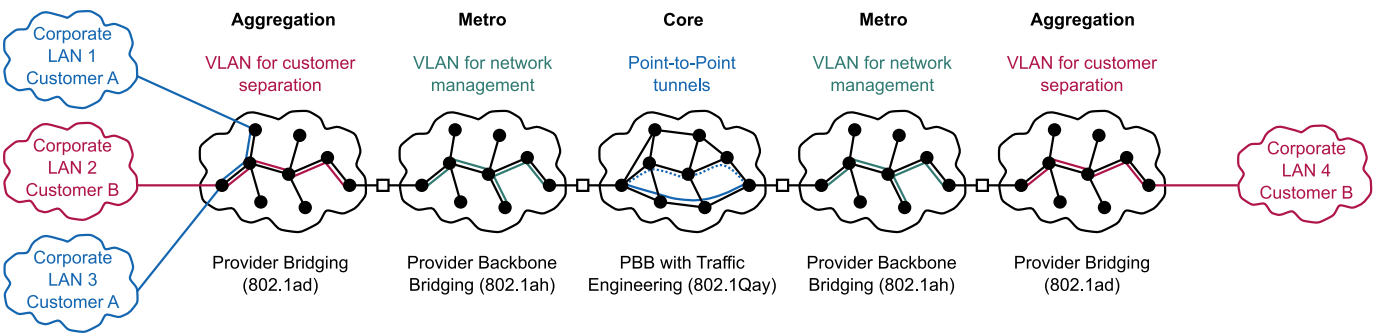 Corporate
LAN 1
Customer A
Corporate
LAN 2
Customer B
Corporate
LAN 3
Customer A
Aggregation
VLAN for customer
separation
Provider Bridging
(802.1ad)
Metro
VLAN for network
management
Provider Backbone
Bridging (802.1ah)
Core
Point-to-Point
tunnels
PBB with Traffic
Engineering (802.1Qay)
Metro
VLAN for network
management
Provider Backbone
Bridging (802.1ah)
Aggregation
VLAN for customer
separation
Provider Bridging
(802.1ad)
Corporate
LAN 4
Customer B